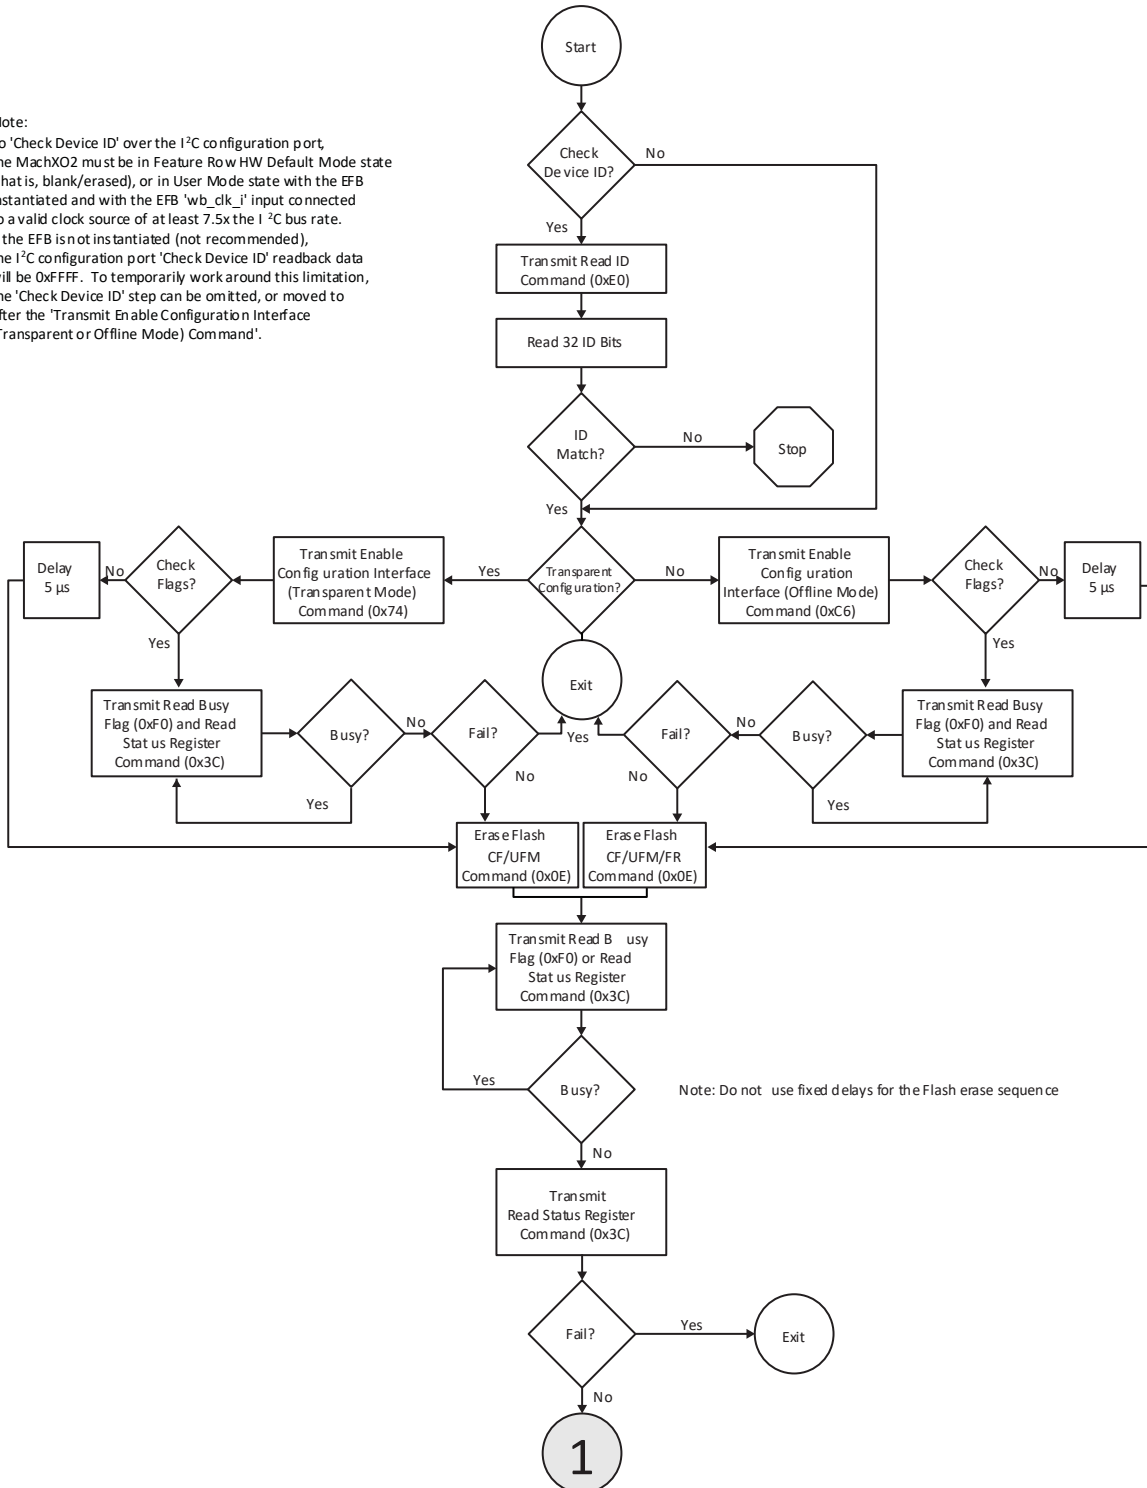 Start
Note:
to 'Check Device ID' over the I²C configuration port,
the MachXO2 must be in Feature Row HW Default Mode state
that is, blank/erased), or in User Mode state with the EFB
instantiated and with the EFB 'wb_clk_i' input connected
to a valid clock source of at least 7.5x the I²C bus rate.
the EFB is not instantiated (not recommended),
the I²C configuration port 'Check Device ID' readback data
will be 0xFFFF. To temporarily work around this limitation,
the 'Check Device ID' step can be omitted, or moved to
after the 'Transmit Enable Configuration Interface
Transparent or Offline Mode) Command'.
Check
Device ID?
No
Yes
Transmit Read ID
Command (0xE0)
Read 32 ID Bits
ID
Match?
No
Stop
Yes
Delay
5 µs
No
Check
Flags?
Transmit Enable
Configuration Interface
(Transparent Mode)
Command (0x74)
Yes
Transparent
Configuration?
No
Transmit Enable
Configuration
Interface (Offline Mode)
Command (0xC6)
Check
Flags?
No
Delay
5 µs
Yes
Yes
Exit
Transmit Read Busy
Flag (0xF0) and Read
Status Register
Command (0x3C)
Busy?
No
Fail?
Yes
Fail?
No
Busy?
Transmit Read Busy
Flag (0xF0) and Read
Status Register
Command (0x3C)
No
No
Yes
Yes
Erase Flash
CF/UFM
Command (0x0E)
Erase Flash
CF/UFM/FR
Command (0x0E)
Transmit Read Busy
Flag (0xF0) or Read
Status Register
Command (0x3C)
Yes
Busy?
Note: Do not use fixed delays for the Flash erase sequence
No
Transmit
Read Status Register
Command (0x3C)
Fail?
Yes
Exit
No
1